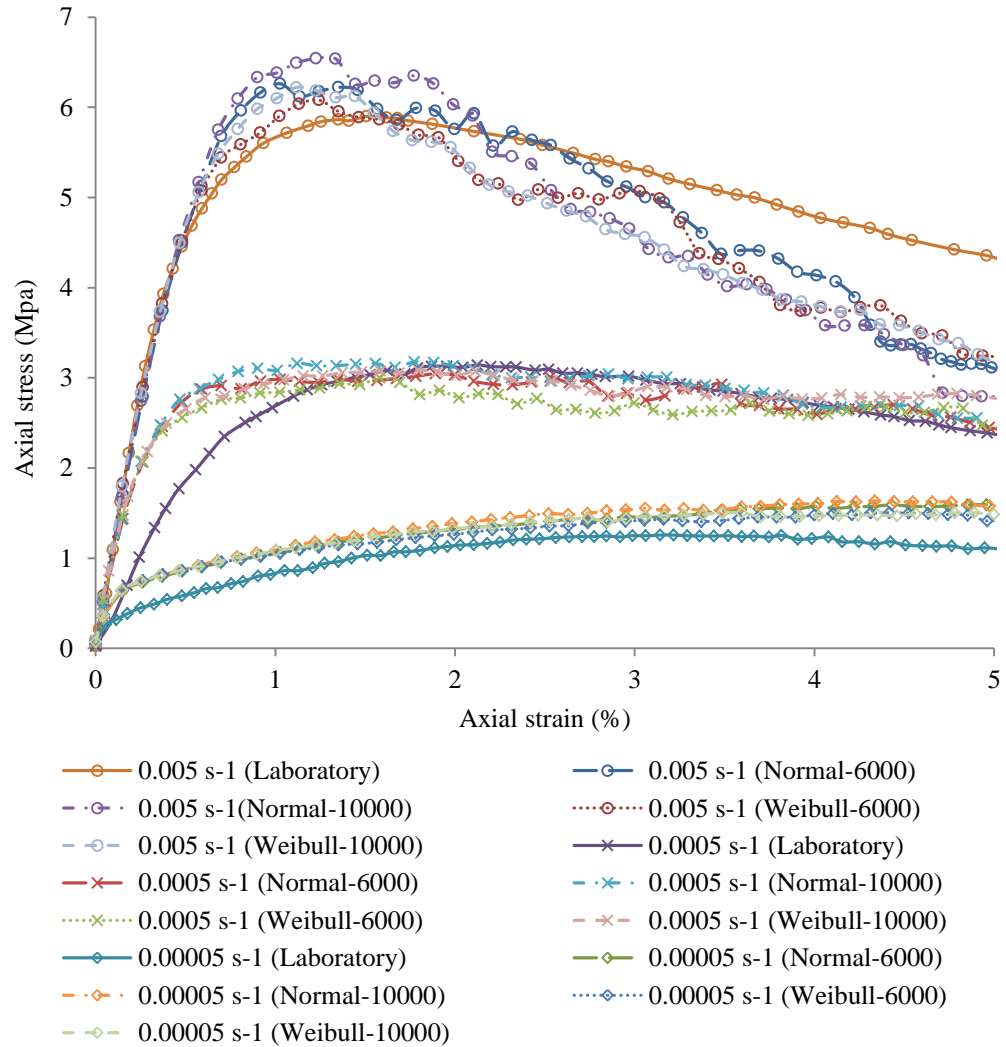 7
6
5
4
3
2
1
0
Axial stress (Mpa)
0 1 2 3 4 5
Axial strain (%)
0.005 s-1 (Laboratory) 0.005 s-1 (Normal-6000)
0.005 s-1(Normal-10000) 0.005 s-1 (Weibull-6000)
0.005 s-1 (Weibull-10000) 0.0005 s-1 (Laboratory)
0.0005 s-1 (Normal-6000) 0.0005 s-1 (Normal-10000)
0.0005 s-1 (Weibull-6000) 0.0005 s-1 (Weibull-10000)
0.00005 s-1 (Laboratory) 0.00005 s-1 (Normal-6000)
0.00005 s-1 (Normal-10000) 0.00005 s-1 (Weibull-6000)
0.00005 s-1 (Weibull-10000)